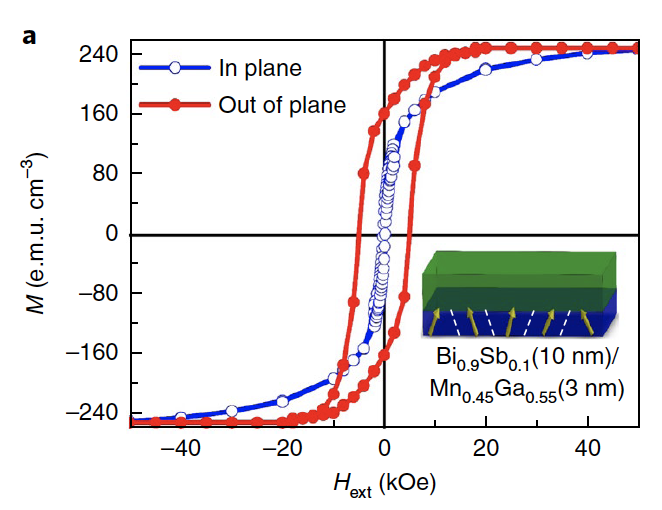 a
240
160
80
0
−80
−160
−240
M (e.m.u. cm⁻³)
In plane
Out of plane
Bi₀.₉Sb₀.₁(10 nm)/
Mn₀.₄₅Ga₀.₅₅(3 nm)
−40 −20 0 20 40
Hₑₓₜ (kOe)